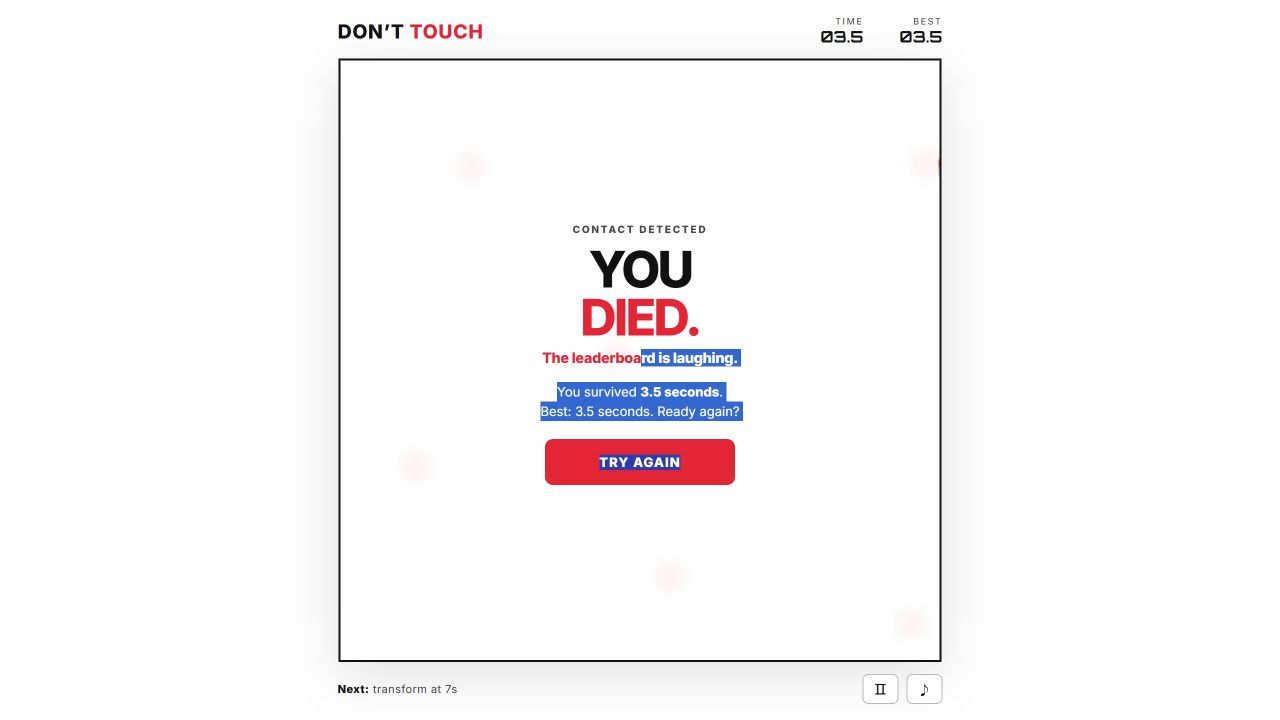 DON’T TOUCH
TIME
03.5
BEST
03.5
CONTACT DETECTED
YOU
DIED.
The leaderboard is laughing.
You survived 3.5 seconds.
Best: 3.5 seconds. Ready again?
TRY AGAIN
Next: transform at 7s